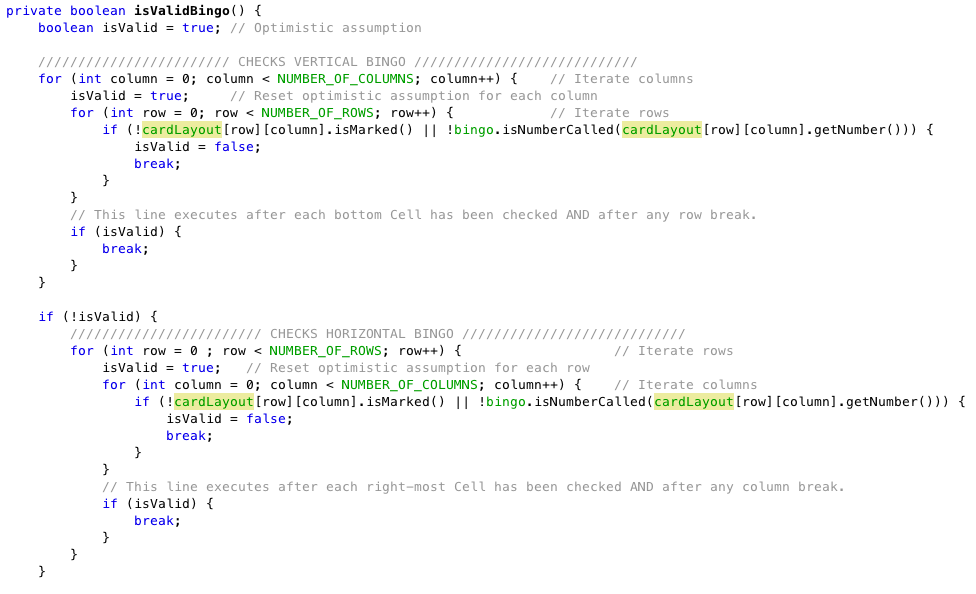 private boolean isValidBingo() {
    boolean isValid = true; // Optimistic assumption

    //////////////////////// CHECKS VERTICAL BINGO ////////////////////////////
    for (int column = 0; column < NUMBER_OF_COLUMNS; column++) {    // Iterate columns
        isValid = true;     // Reset optimistic assumption for each column
        for (int row = 0; row < NUMBER_OF_ROWS; row++) {            // Iterate rows
            if (!cardLayout[row][column].isMarked() || !bingo.isNumberCalled(cardLayout[row][column].getNumber())) {
                isValid = false;
                break;
            }
        }
        // This line executes after each bottom Cell has been checked AND after any row break.
        if (isValid) {
            break;
        }
    }

    if (!isValid) {
        //////////////////////// CHECKS HORIZONTAL BINGO ////////////////////////////
        for (int row = 0 ; row < NUMBER_OF_ROWS; row++) {                   // Iterate rows
            isValid = true;   // Reset optimistic assumption for each row
            for (int column = 0; column < NUMBER_OF_COLUMNS; column++) {    // Iterate columns
                if (!cardLayout[row][column].isMarked() || !bingo.isNumberCalled(cardLayout[row][column].getNumber())) {
                    isValid = false;
                    break;
                }
            }
            // This line executes after each right–most Cell has been checked AND after any column break.
            if (isValid) {
                break;
            }
        }
    }